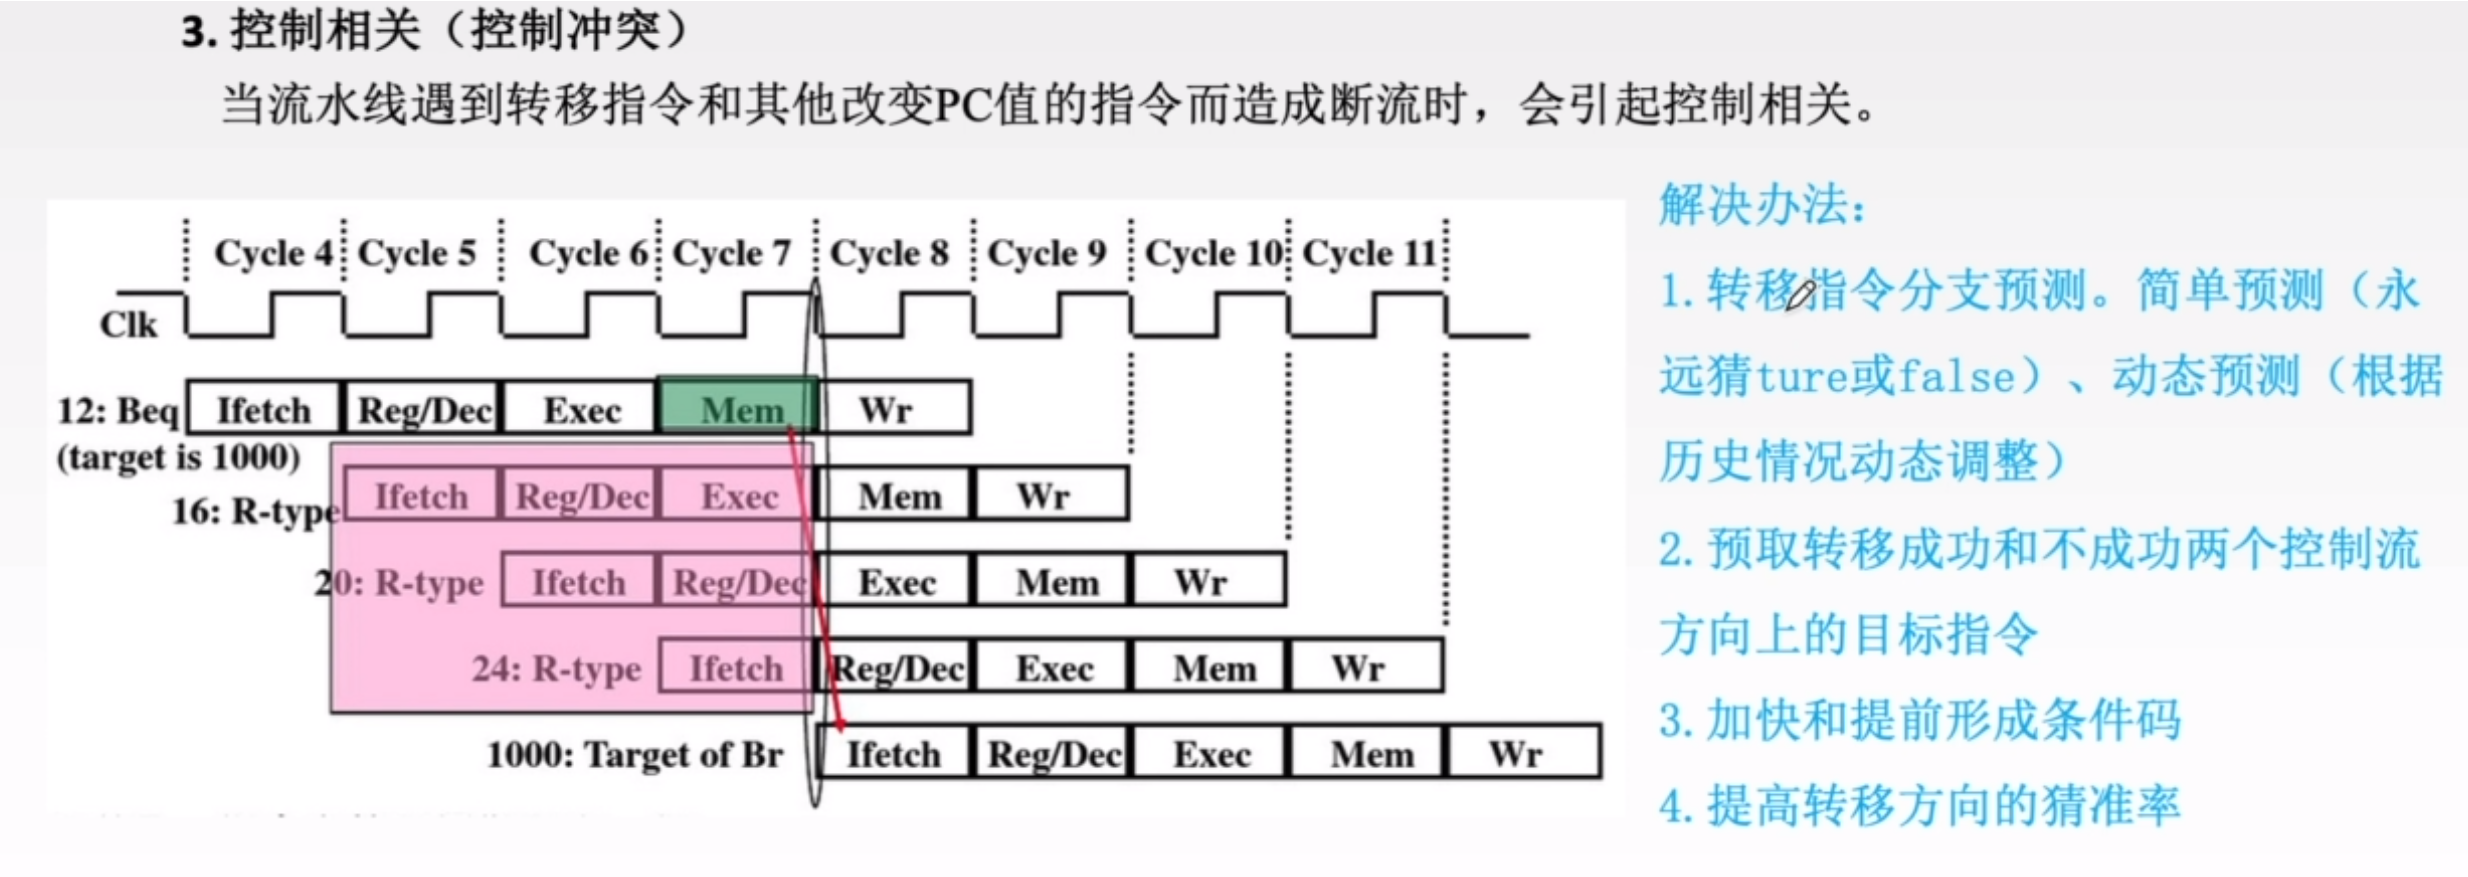 3. 控制相关（控制冲突）
当流水线遇到转移指令和其他改变PC值的指令而造成断流时，会引起控制相关。
Cycle 4 Cycle 5 Cycle 6 Cycle 7 Cycle 8 Cycle 9 Cycle 10 Cycle 11
Clk
12: Beq Ifetch Reg/Dec Exec Mem Wr
(target is 1000)
16: R-type Ifetch Reg/Dec Exec Mem Wr
20: R-type Ifetch Reg/Dec Exec Mem Wr
24: R-type Ifetch Reg/Dec Exec Mem Wr
1000: Target of Br Ifetch Reg/Dec Exec Mem Wr
解决办法：
1. 转移指令分支预测。简单预测（永
远猜ture或false）、动态预测（根据
历史情况动态调整）
2. 预取转移成功和不成功两个控制流
方向上的目标指令
3. 加快和提前形成条件码
4. 提高转移方向的猜准率